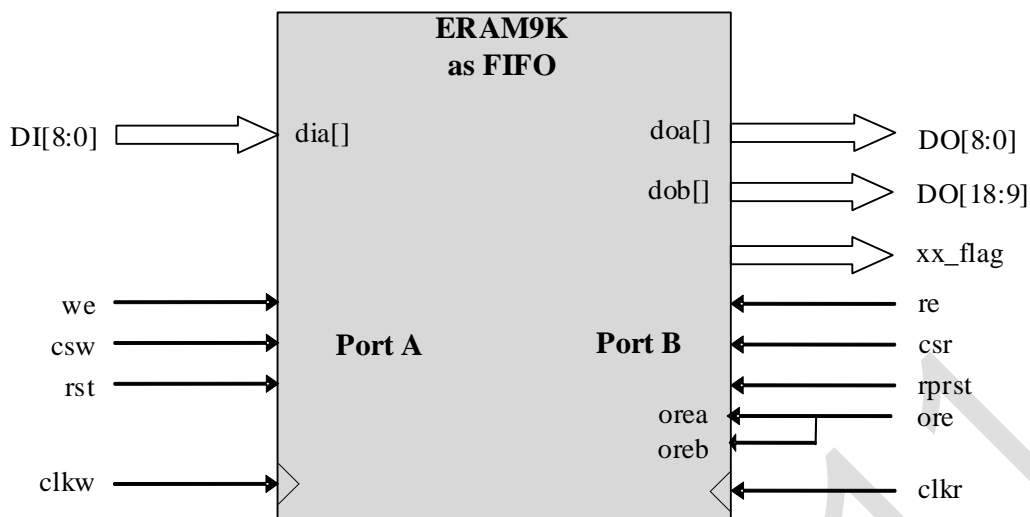 ERAM9K
as FIFO
DI[8:0]
dia[]
doa[]
DO[8:0]
dob[]
DO[18:9]
xx_flag
we
re
csw
Port A
Port B
csr
rst
rprst
orea
ore
oreb
clkw
clkr